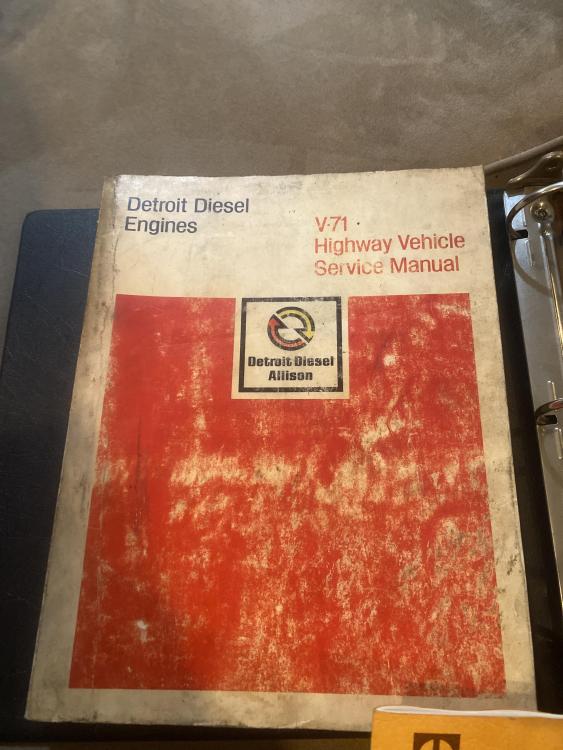 Detroit Diesel
Engines
V-71
Highway Vehicle
Service Manual
Detroit Diesel
Allison